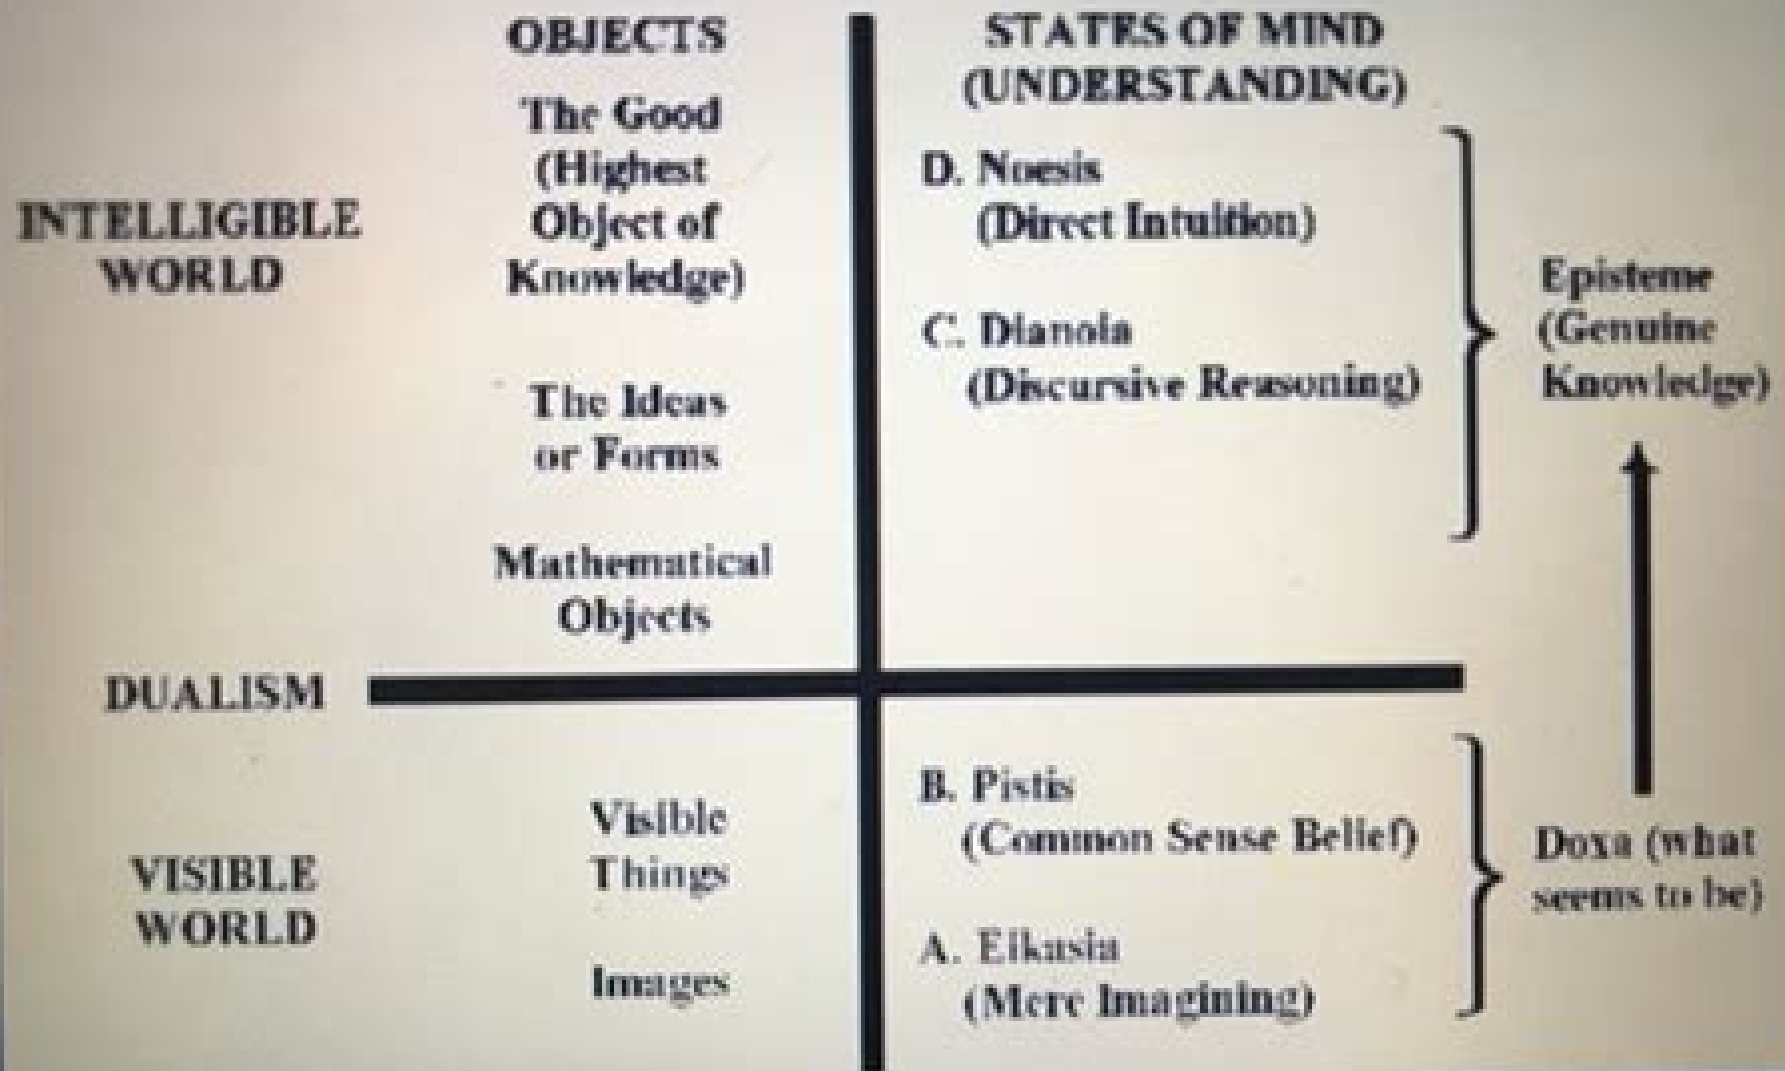 OBJECTS
The Good
(Highest
Object of
Knowledge)
The Ideas
or Forms
Mathematical
Objects
INTELLIGIBLE
WORLD
STATES OF MIND
(UNDERSTANDING)
D. Noesis
(Direct Intuition)
C. Dianoia
(Discursive Reasoning)
Episteme
(Genuine
Knowledge)
DUALISM
VISIBLE
WORLD
Visible
Things
Images
B. Pistis
(Common Sense Belief)
A. Eikasia
(Mere Imagining)
Doxa (what
seems to be)